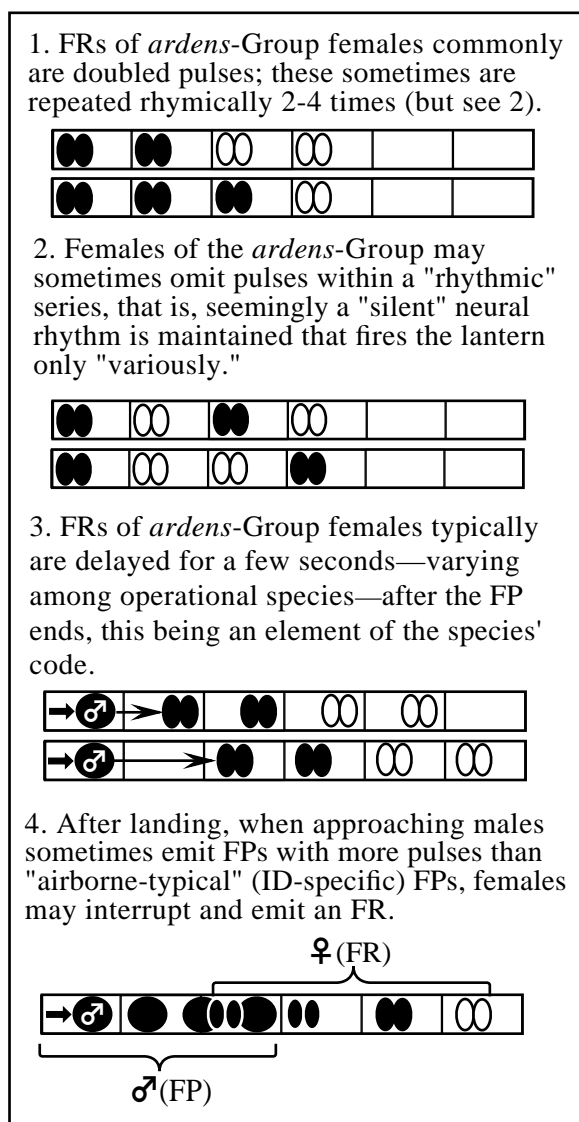 1. FRs of ardens-Group females commonly
are doubled pulses; these sometimes are
repeated rhymically 2-4 times (but see 2).
2. Females of the ardens-Group may
sometimes omit pulses within a "rhythmic"
series, that is, seemingly a "silent" neural
rhythm is maintained that fires the lantern
only "variously."
3. FRs of ardens-Group females typically
are delayed for a few seconds—varying
among operational species—after the FP
ends, this being an element of the species'
code.
4. After landing, when approaching males
sometimes emit FPs with more pulses than
"airborne-typical" (ID-specific) FPs, females
may interrupt and emit an FR.
♀(FR)
♂(FP)